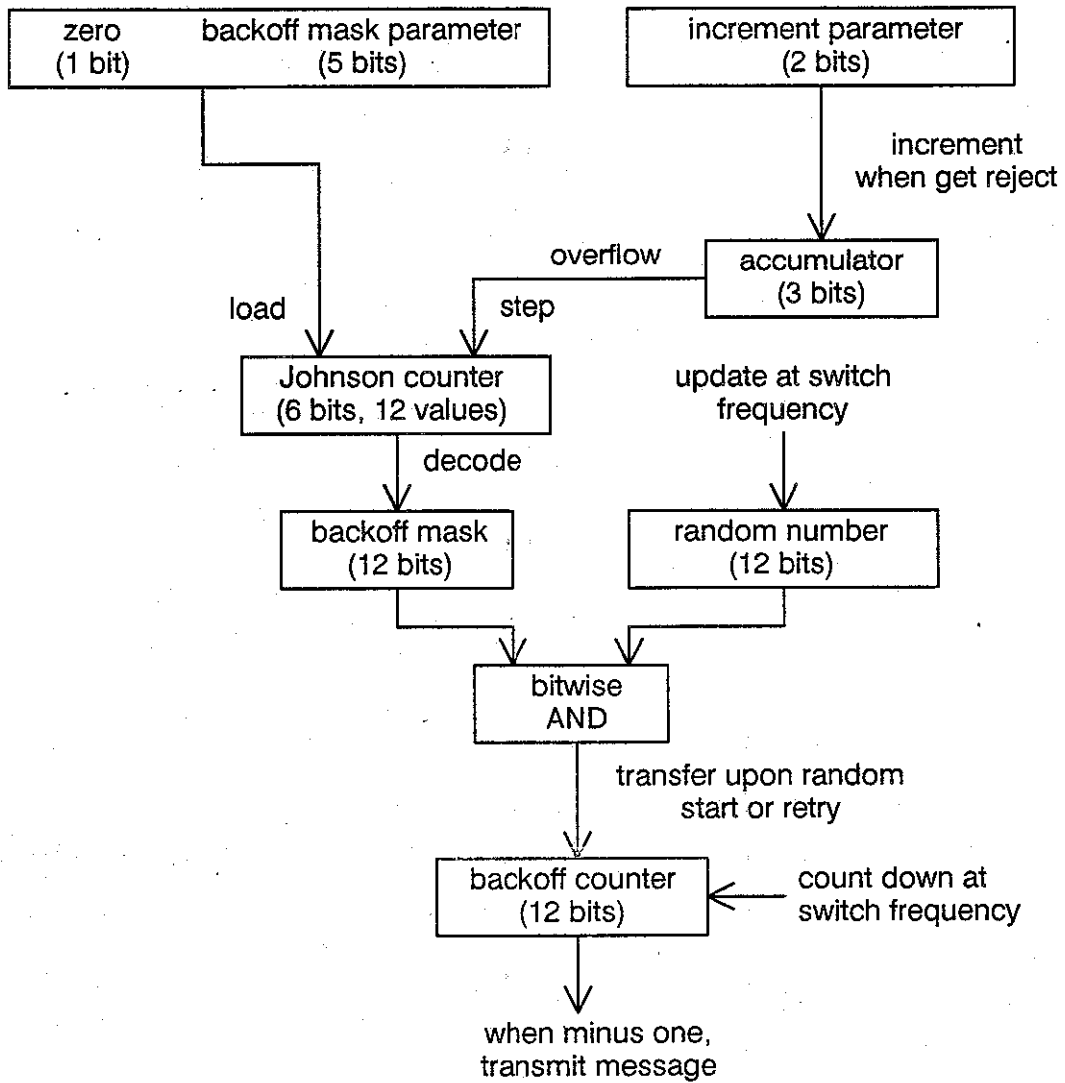 zero backoff mask parameter
(1 bit) (5 bits)
increment parameter
(2 bits)
increment
when get reject
overflow
accumulator
(3 bits)
load
step
Johnson counter
(6 bits, 12 values)
update at switch
frequency
decode
backoff mask
(12 bits)
random number
(12 bits)
bitwise
AND
transfer upon random
start or retry
backoff counter
(12 bits)
count down at
switch frequency
when minus one,
transmit message